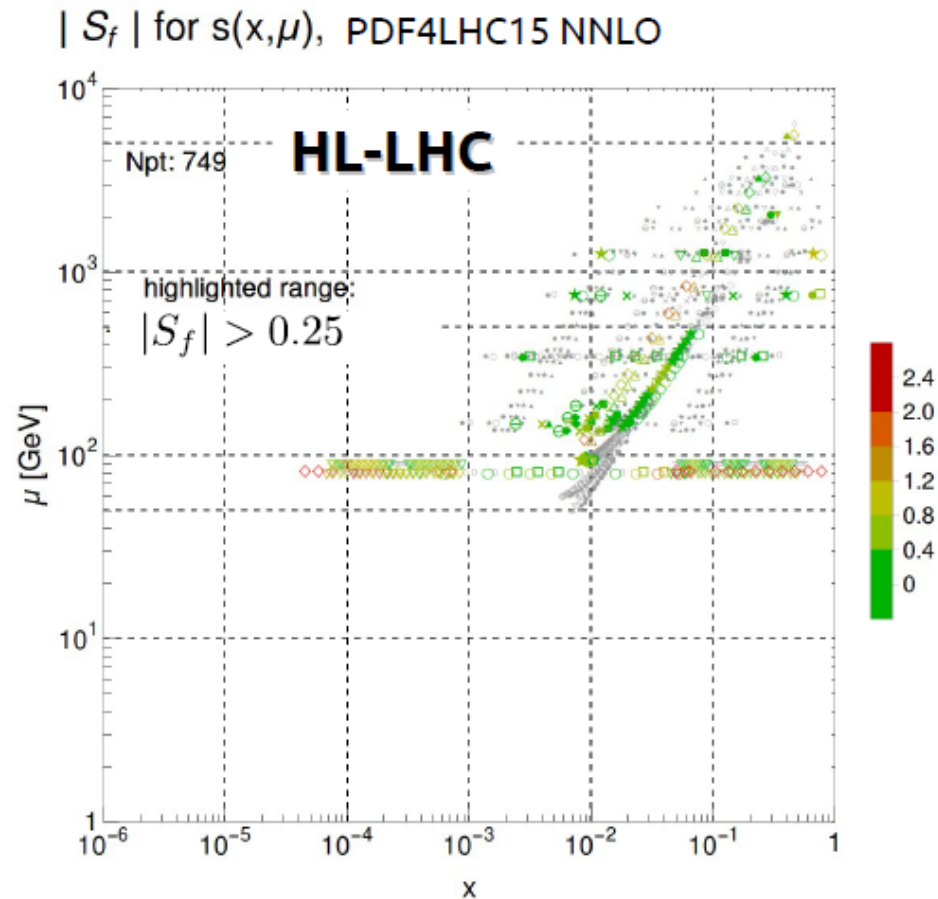 | S_f | for s(x,μ), PDF4LHC15 NNLO
10^4
Npt: 749 HL-LHC
10^3
highlighted range:
|S_f| > 0.25
10^2
10^1
1
μ [GeV]
10^-6 10^-5 10^-4 10^-3 10^-2 10^-1 1
x
2.4
2.0
1.6
1.2
0.8
0.4
0